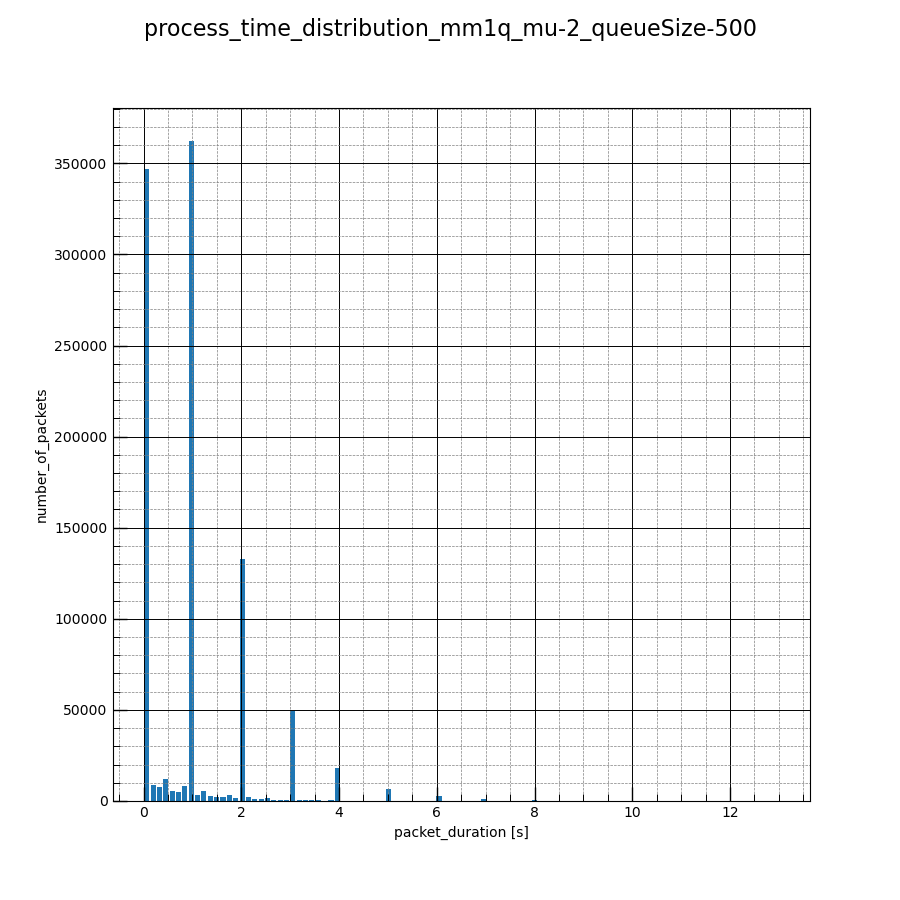 process_time_distribution_mm1q_mu-2_queueSize-500
350000
300000
250000
200000
150000
100000
50000
0
number_of_packets
0 2 4 6 8 10 12
packet_duration [s]